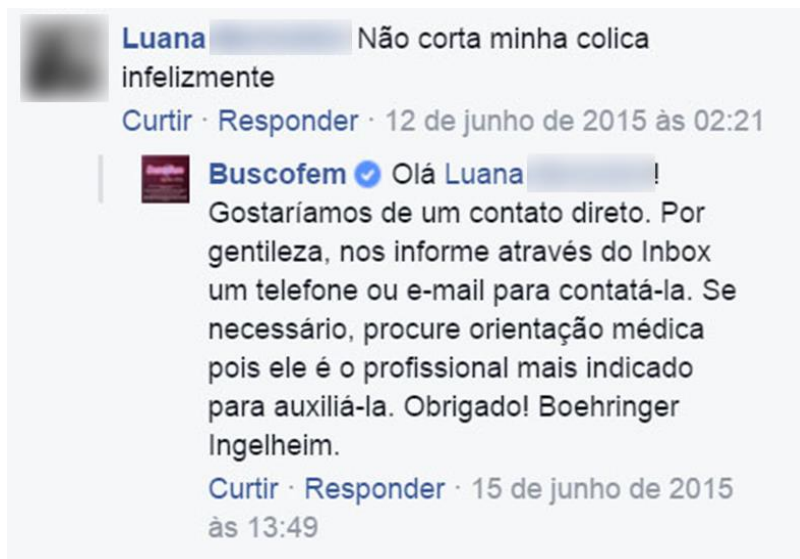 Luana Não corta minha colica
infelizmente
Curtir · Responder · 12 de junho de 2015 às 02:21
Buscofem Olá Luana !
Gostaríamos de um contato direto. Por
gentileza, nos informe através do Inbox
um telefone ou e-mail para contatá-la. Se
necessário, procure orientação médica
pois ele é o profissional mais indicado
para auxiliá-la. Obrigado! Boehringer
Ingelheim.
Curtir · Responder · 15 de junho de 2015
às 13:49